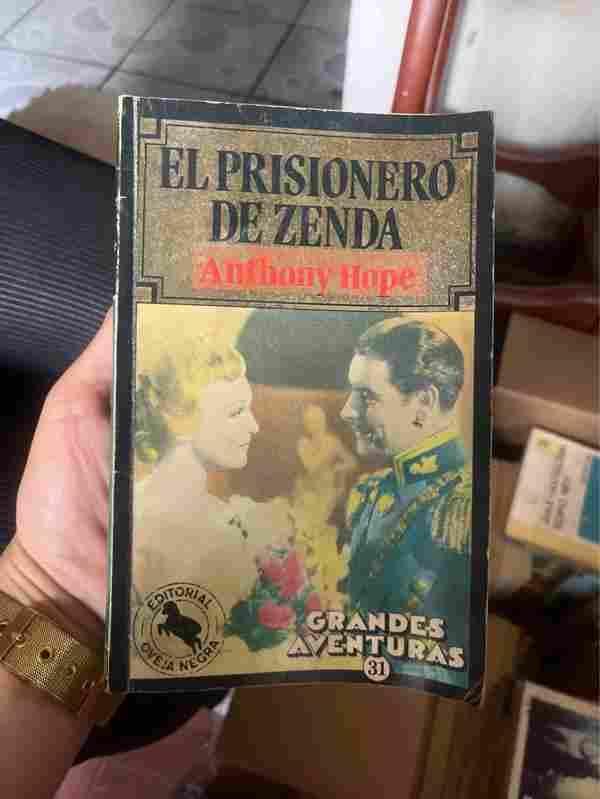 EL PRISIONERO
DE ZENDA
Anthony Hope
EDITORIAL
OVEJA NEGRA
GRANDES
AVENTURAS
31